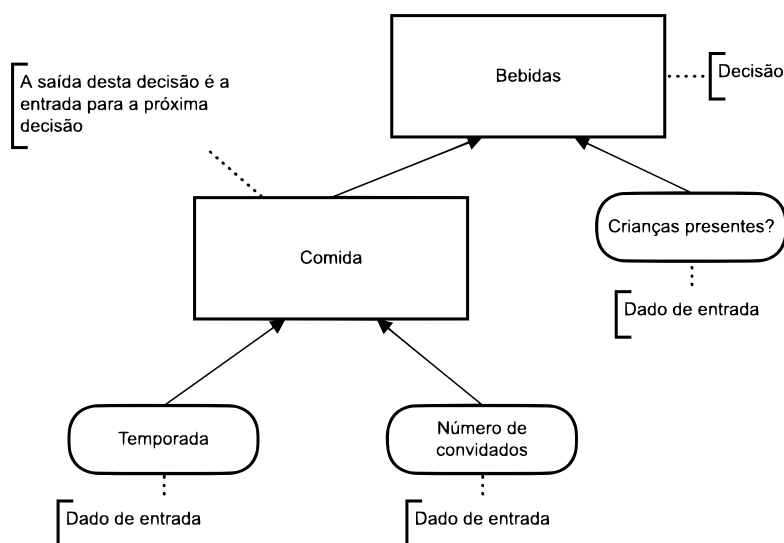 Bebidas
Decisão
A saída desta decisão é a
entrada para a próxima
decisão
Crianças presentes?
Comida
Dado de entrada
Temporada
Número de
convidados
Dado de entrada
Dado de entrada